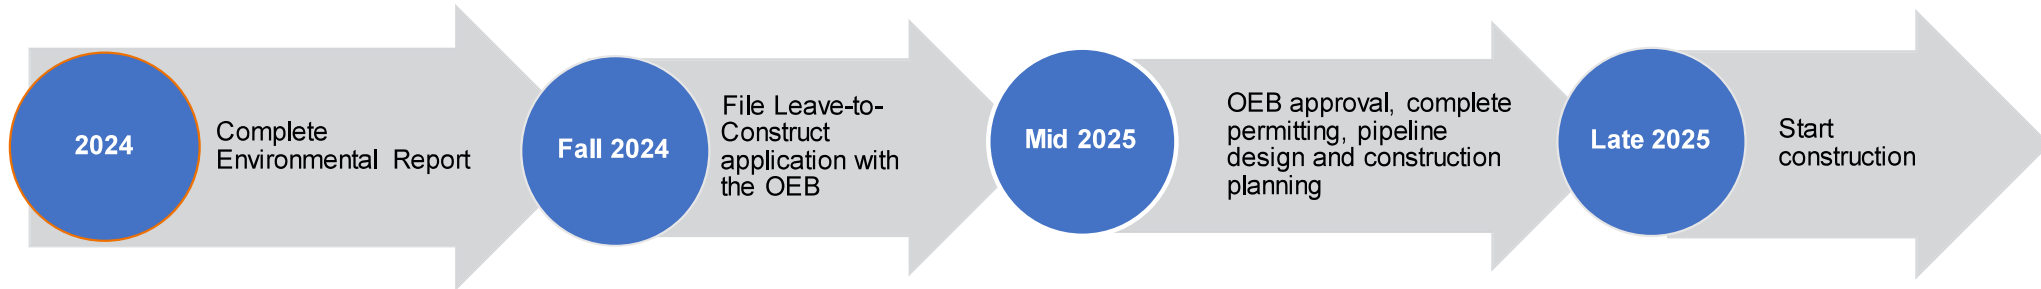 2024
Complete
Environmental Report
Fall 2024
File Leave-to-
Construct
application with
the OEB
Mid 2025
OEB approval, complete
permitting, pipeline
design and construction
planning
Late 2025
Start
construction